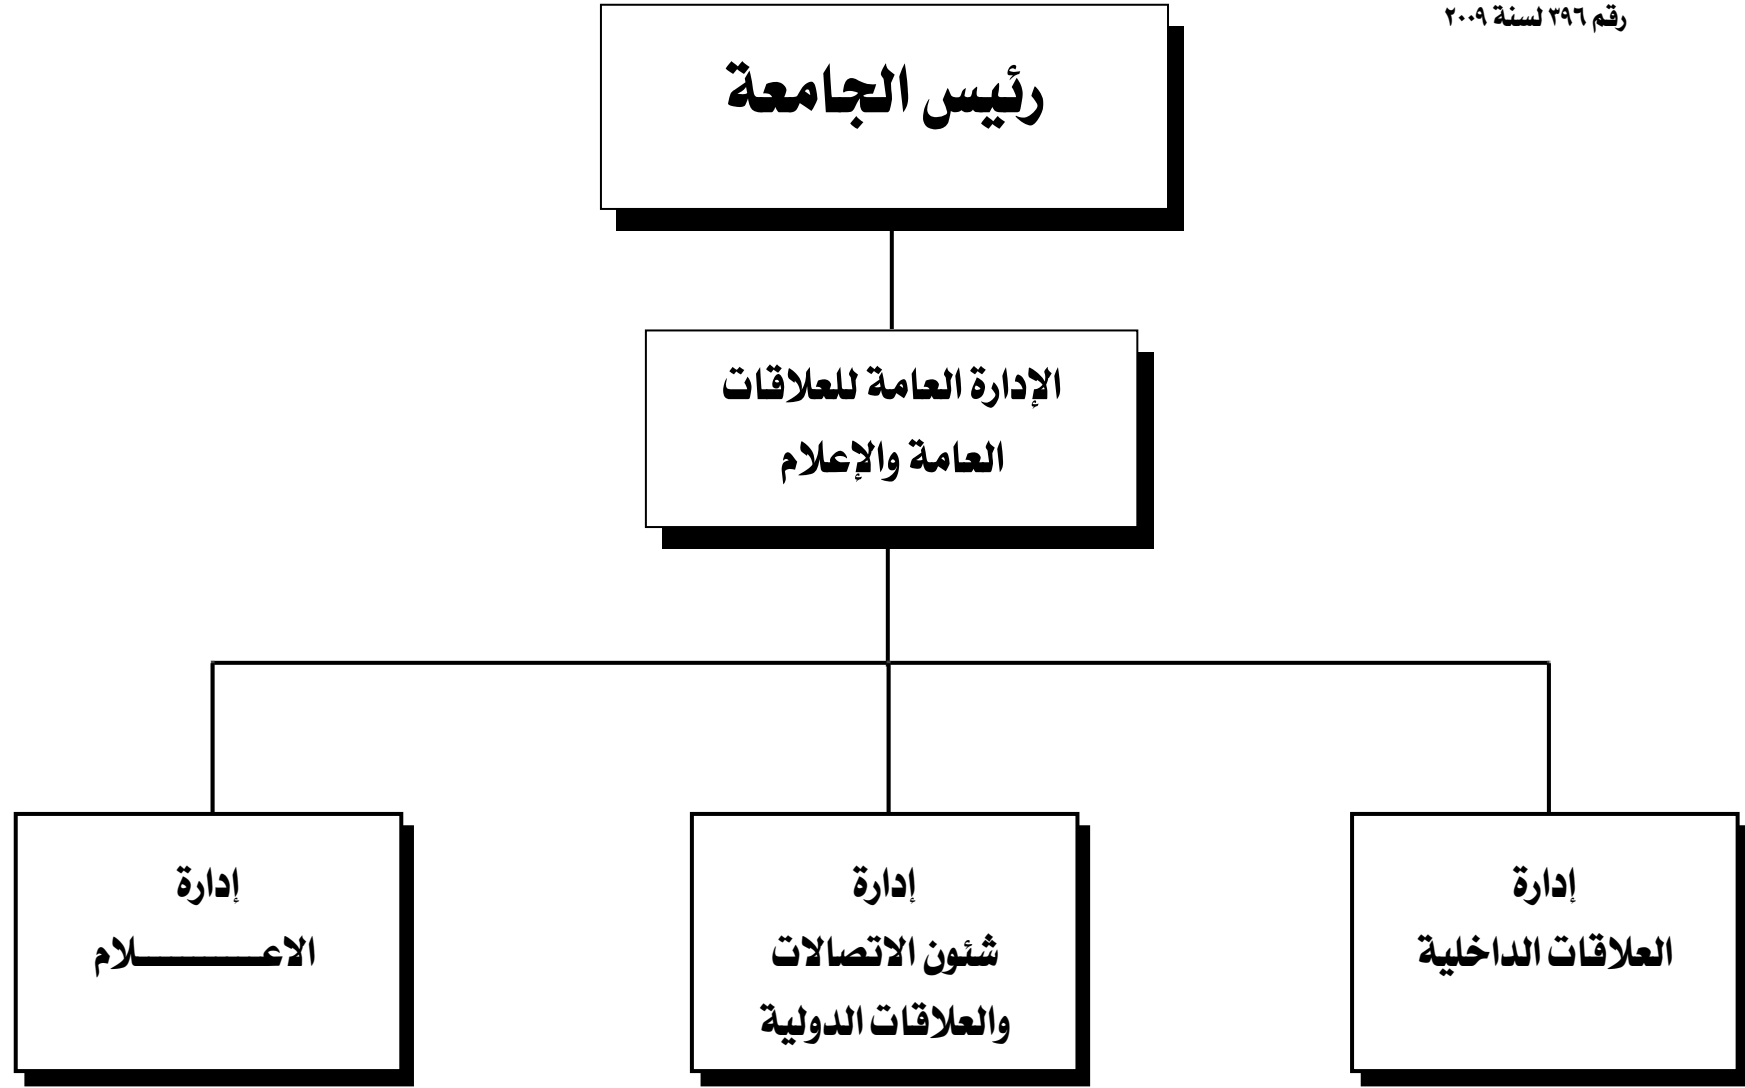 رقم ٣٩٦ لسنة ٢٠٠٩
رئيس الجامعة
الإدارة العامة للعلاقات
العامة والإعلام
إدارة
العلاقات الداخلية
إدارة
شئون الاتصالات
والعلاقات الدولية
إدارة
الاعـــــــــــلام